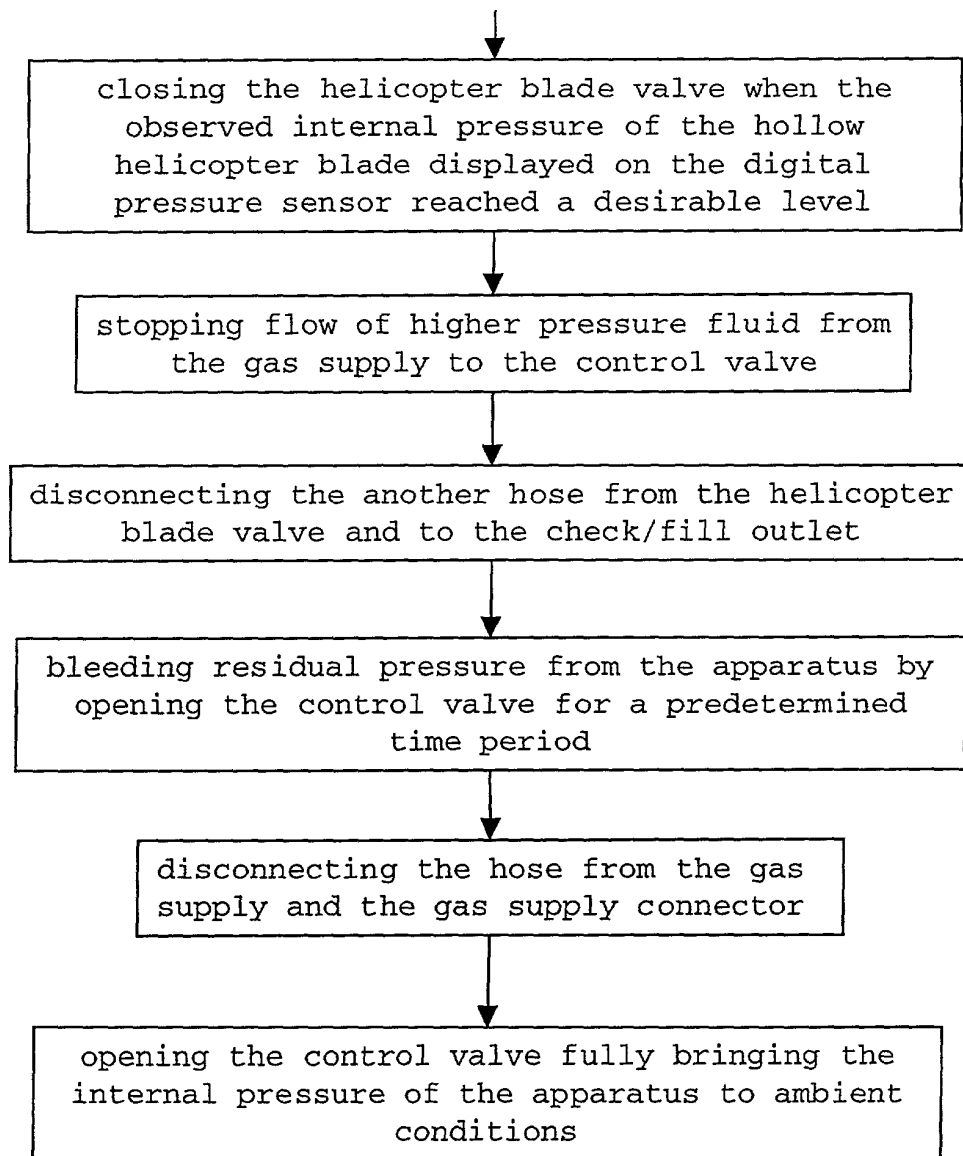 closing the helicopter blade valve when the
observed internal pressure of the hollow
helicopter blade displayed on the digital
pressure sensor reached a desirable level
stopping flow of higher pressure fluid from
the gas supply to the control valve
disconnecting the another hose from the helicopter
blade valve and to the check/fill outlet
bleeding residual pressure from the apparatus by
opening the control valve for a predetermined
time period
disconnecting the hose from the gas
supply and the gas supply connector
opening the control valve fully bringing the
internal pressure of the apparatus to ambient
conditions